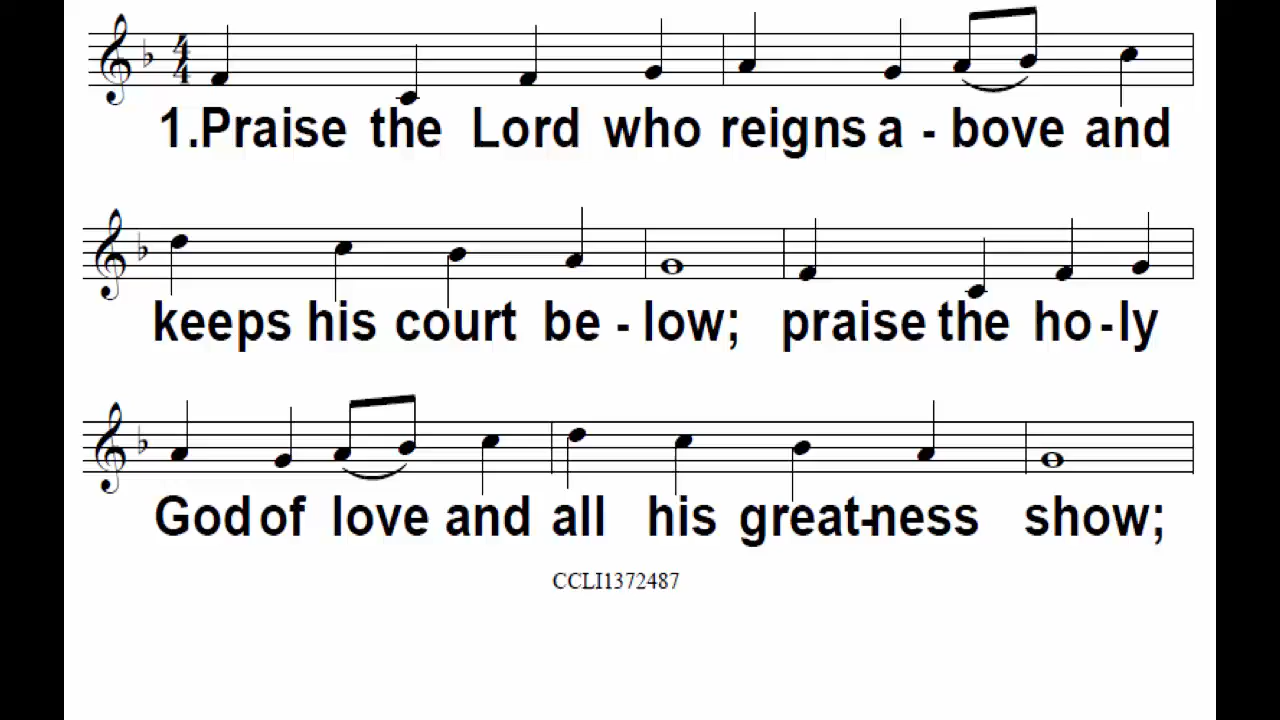 1.Praise the Lord who reigns a - bove and
keeps his court be - low; praise the ho -ly
God of love and all his great-ness show;
CCLI1372487